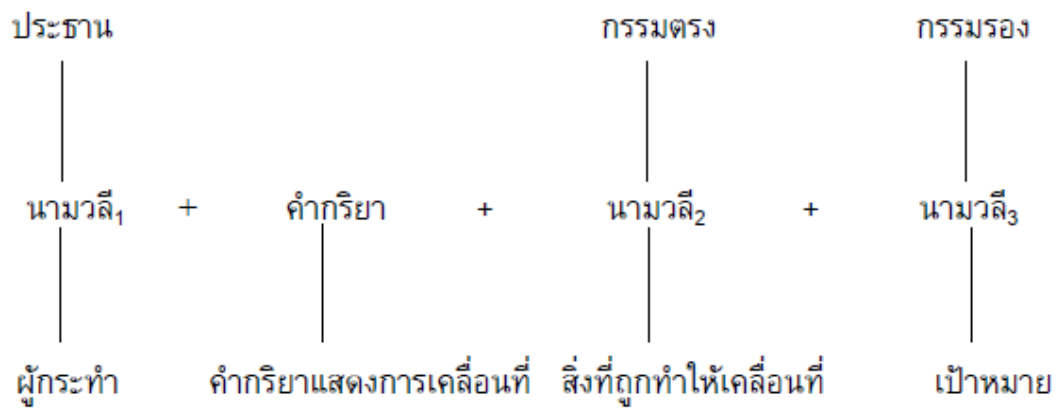 ประธาน กรรมตรง กรรมรอง
นามวลี₁ + คำกริยา + นามวลี₂ + นามวลี₃
ผู้กระทำ คำกริยาแสดงการเคลื่อนที่ สิ่งที่ถูกทำให้เคลื่อนที่ เป้าหมาย